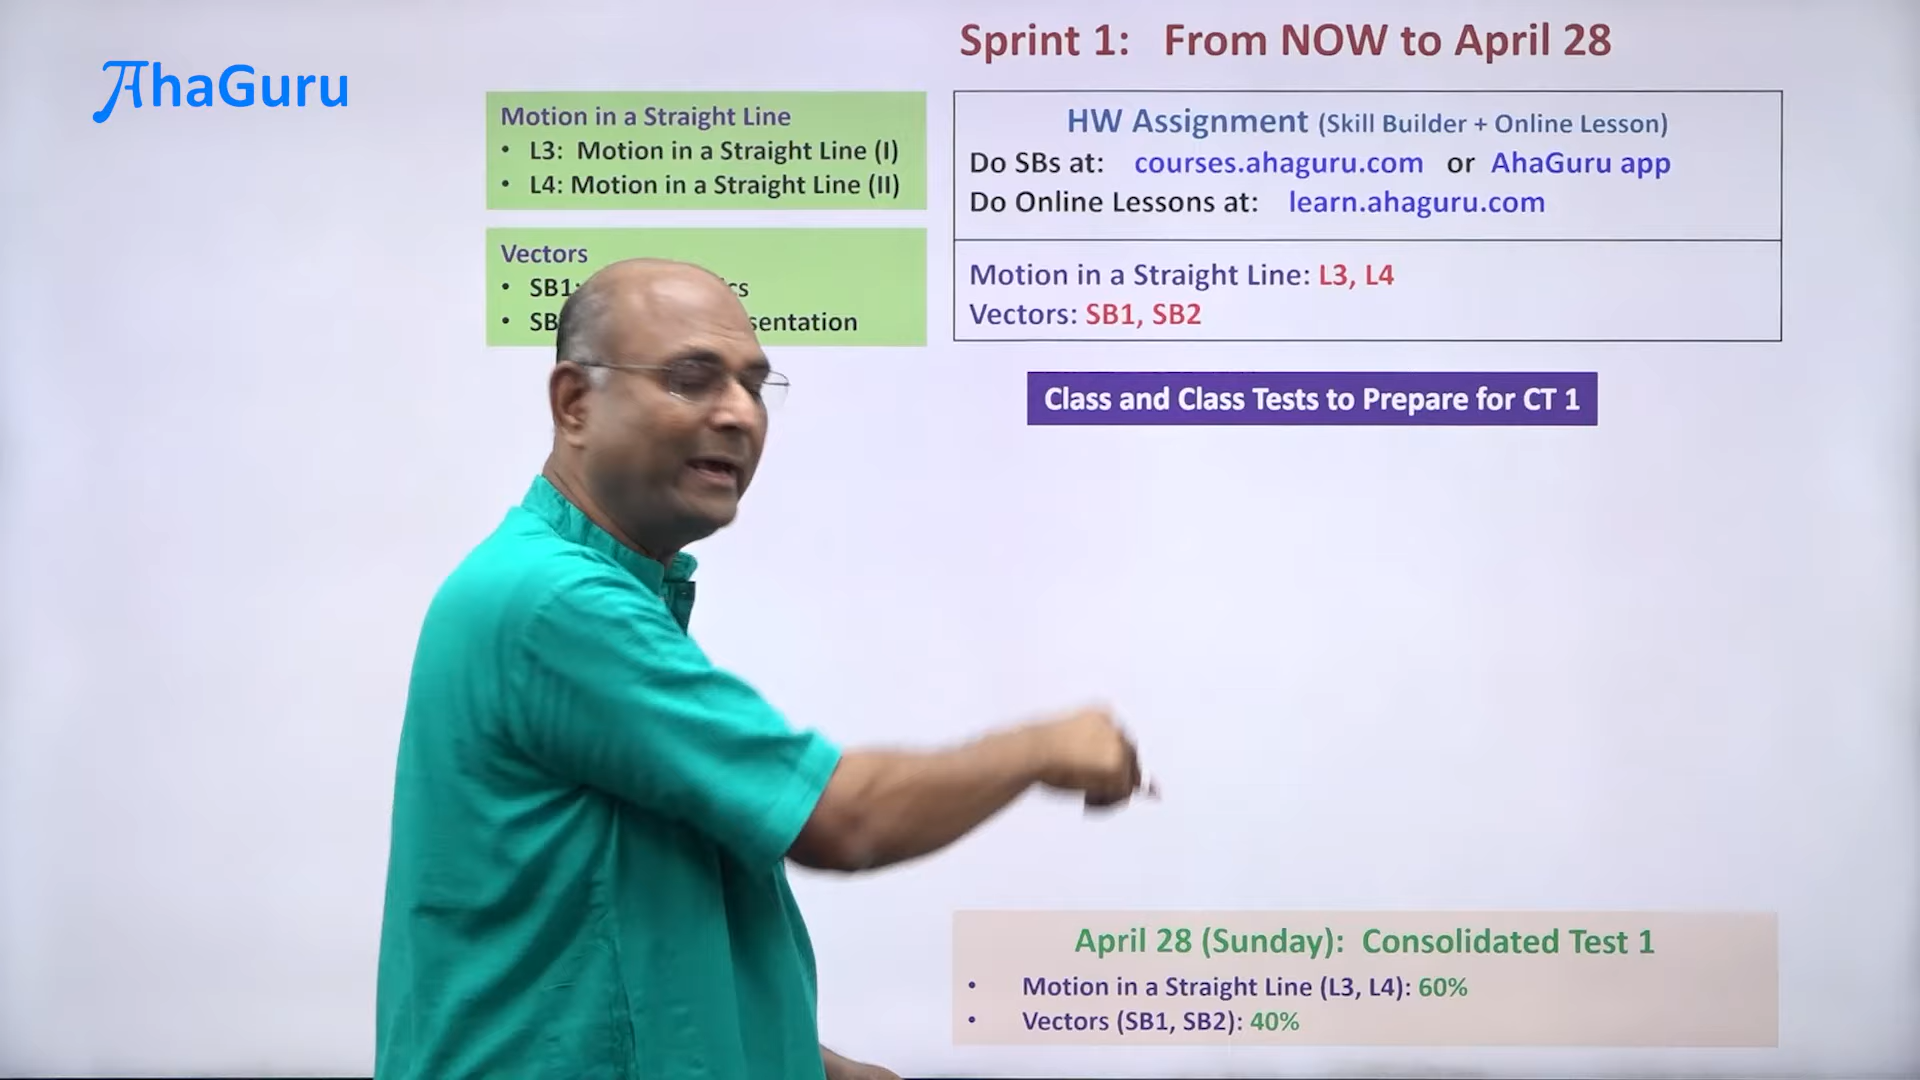 AhaGuru
Sprint 1: From NOW to April 28
Motion in a Straight Line
• L3: Motion in a Straight Line (I)
• L4: Motion in a Straight Line (II)
Vectors
• SB1:
• SB
HW Assignment (Skill Builder + Online Lesson)
Do SBs at: courses.ahaguru.com or AhaGuru app
Do Online Lessons at: learn.ahaguru.com
Motion in a Straight Line: L3, L4
Vectors: SB1, SB2
Class and Class Tests to Prepare for CT 1
April 28 (Sunday): Consolidated Test 1
• Motion in a Straight Line (L3, L4): 60%
• Vectors (SB1, SB2): 40%